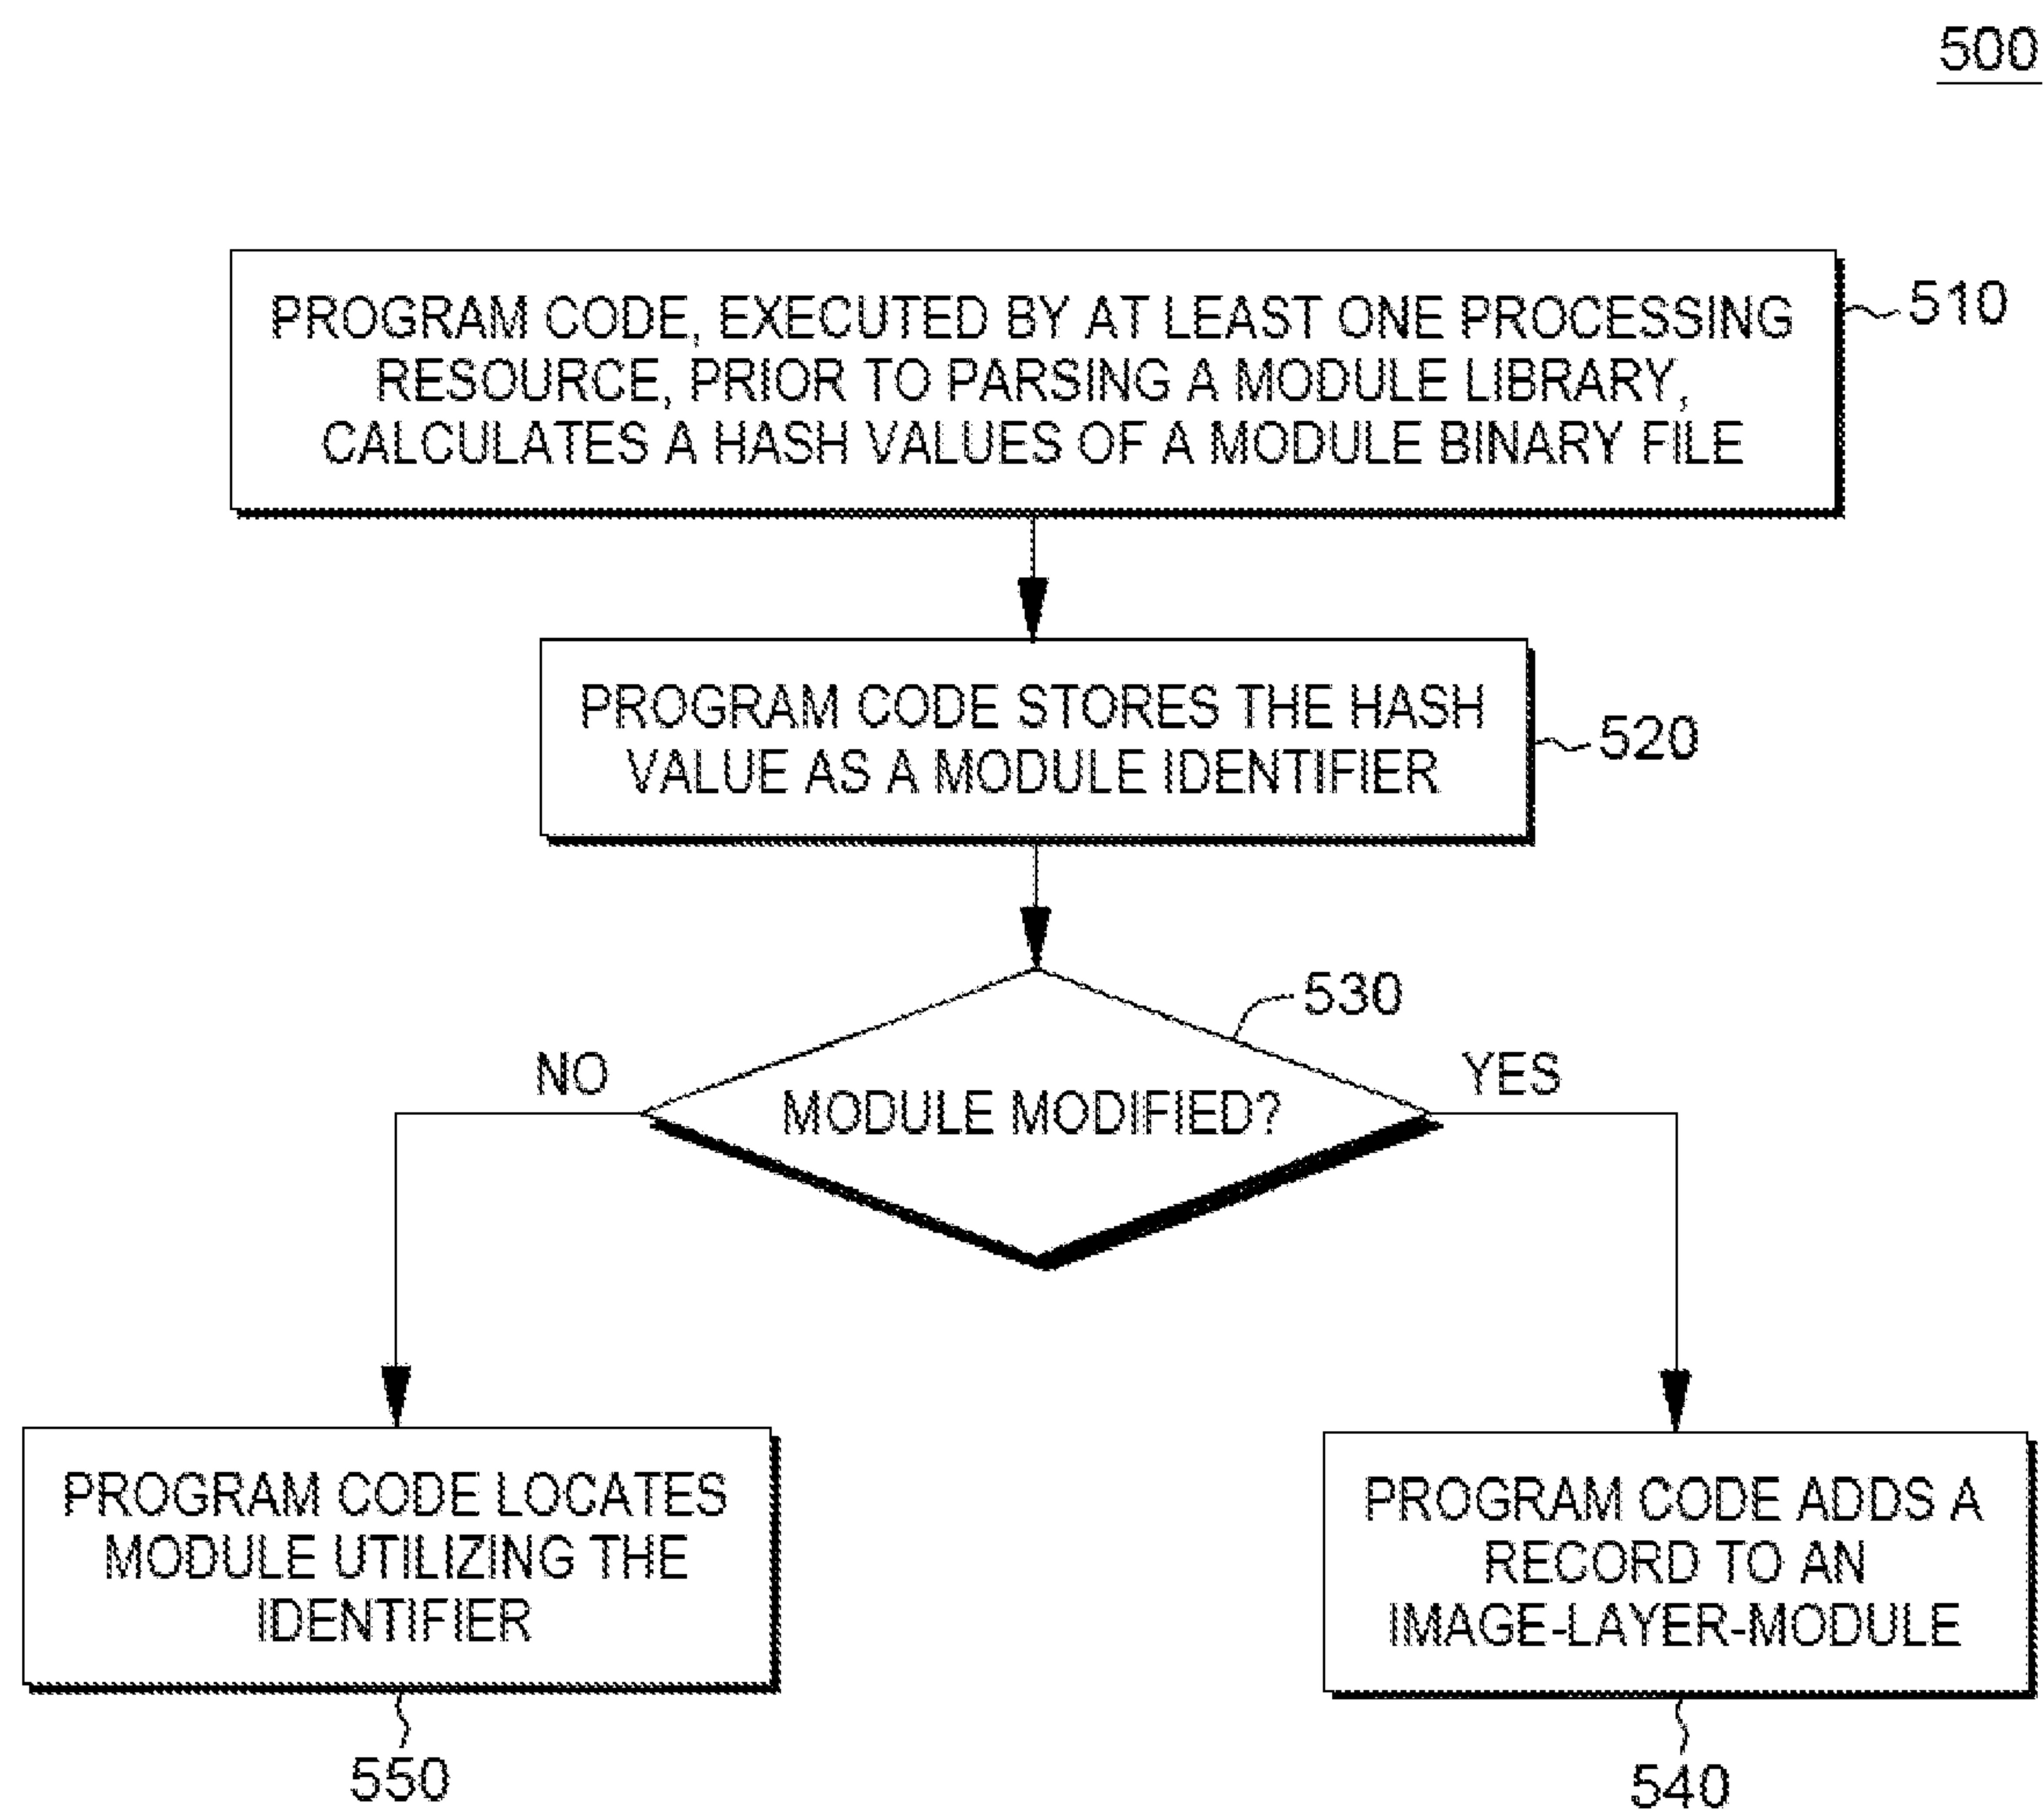 500
PROGRAM CODE, EXECUTED BY AT LEAST ONE PROCESSING
RESOURCE, PRIOR TO PARSING A MODULE LIBRARY,
CALCULATES A HASH VALUES OF A MODULE BINARY FILE
510
PROGRAM CODE STORES THE HASH
VALUE AS A MODULE IDENTIFIER
520
530
NO
YES
MODULE MODIFIED?
PROGRAM CODE LOCATES
MODULE UTILIZING THE
IDENTIFIER
550
PROGRAM CODE ADDS A
RECORD TO AN
IMAGE-LAYER-MODULE
540